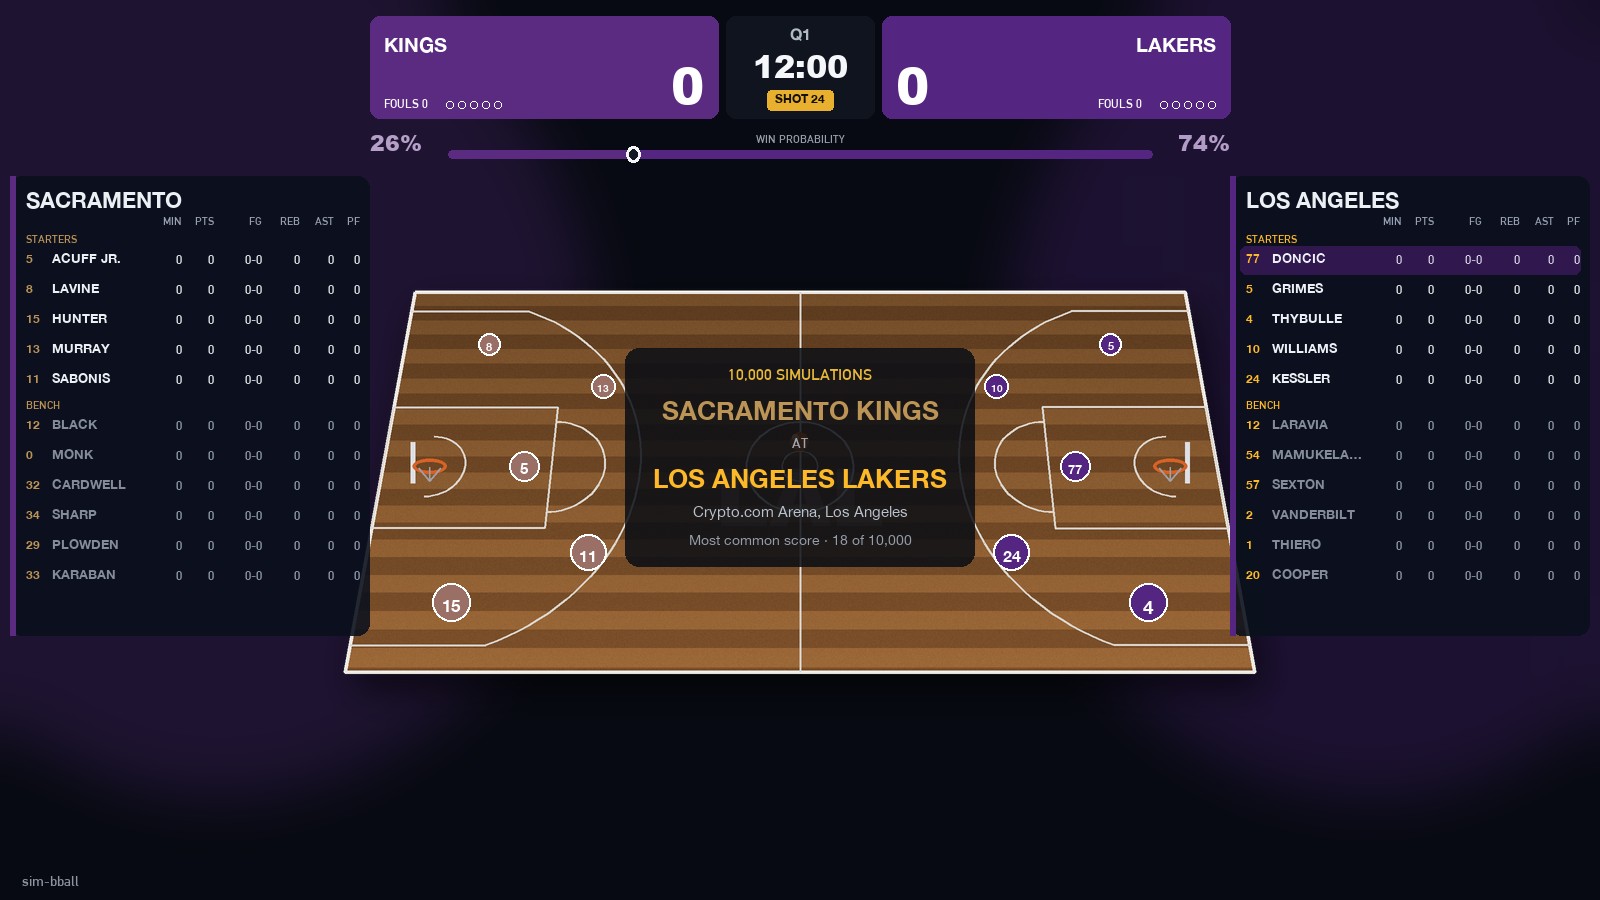 KINGS
0
FOULS 0
Q1
12:00
SHOT 24
LAKERS
0
FOULS 0
26%
WIN PROBABILITY
74%
SACRAMENTO
MIN PTS FG REB AST PF
STARTERS
5 ACUFF JR. 0 0 0-0 0 0 0
8 LAVINE 0 0 0-0 0 0 0
15 HUNTER 0 0 0-0 0 0 0
13 MURRAY 0 0 0-0 0 0 0
11 SABONIS 0 0 0-0 0 0 0
BENCH
12 BLACK 0 0 0-0 0 0 0
0 MONK 0 0 0-0 0 0 0
32 CARDWELL 0 0 0-0 0 0 0
34 SHARP 0 0 0-0 0 0 0
29 PLOWDEN 0 0 0-0 0 0 0
33 KARABAN 0 0 0-0 0 0 0
8
13
5
11
15
10,000 SIMULATIONS
SACRAMENTO KINGS
AT
LOS ANGELES LAKERS
Crypto.com Arena, Los Angeles
Most common score · 18 of 10,000
5
10
77
24
4
LOS ANGELES
MIN PTS FG REB AST PF
STARTERS
77 DONCIC 0 0 0-0 0 0 0
5 GRIMES 0 0 0-0 0 0 0
4 THYBULLE 0 0 0-0 0 0 0
10 WILLIAMS 0 0 0-0 0 0 0
24 KESSLER 0 0 0-0 0 0 0
BENCH
12 LARAVIA 0 0 0-0 0 0 0
54 MAMUKELA... 0 0 0-0 0 0 0
57 SEXTON 0 0 0-0 0 0 0
2 VANDERBILT 0 0 0-0 0 0 0
1 THIERO 0 0 0-0 0 0 0
20 COOPER 0 0 0-0 0 0 0
sim-bball